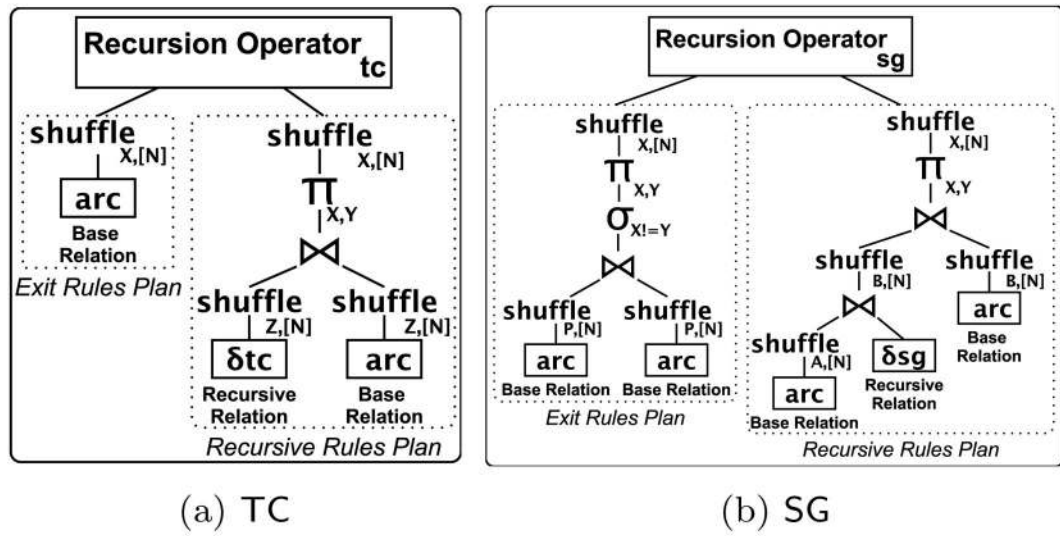 Recursion Operator
tc
shuffle
X,[N]
arc
Base
Relation
Exit Rules Plan
shuffle
X,[N]
Π
X,Y
⋈
shuffle
Z,[N]
δtc
Recursive
Relation
shuffle
Z,[N]
arc
Base
Relation
Recursive Rules Plan
(a) TC
Recursion Operator
sg
shuffle
X,[N]
Π
X,Y
σ
X!=Y
⋈
shuffle
P,[N]
arc
Base Relation
shuffle
P,[N]
arc
Base Relation
Exit Rules Plan
shuffle
X,[N]
Π
X,Y
⋈
shuffle
B,[N]
⋈
shuffle
A,[N]
arc
Base Relation
δsg
Recursive
Relation
shuffle
B,[N]
arc
Base
Relation
Recursive Rules Plan
(b) SG